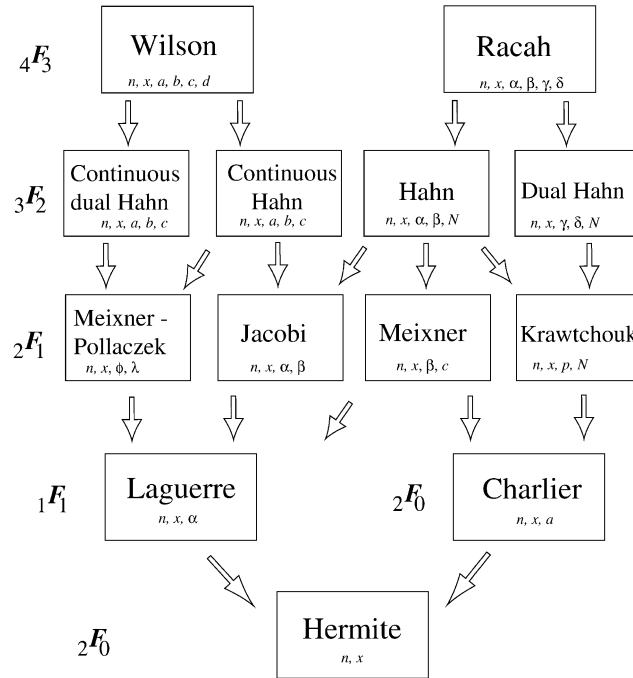 ₄F₃
Wilson
n, x, a, b, c, d
Racah
n, x, α, β, γ, δ
₃F₂
Continuous
dual Hahn
n, x, a, b, c
Continuous
Hahn
n, x, a, b, c
Hahn
n, x, α, β, N
Dual Hahn
n, x, γ, δ, N
₂F₁
Meixner -
Pollaczek
n, x, ϕ, λ
Jacobi
n, x, α, β
Meixner
n, x, β, c
Krawtchouk
n, x, p, N
₁F₁
Laguerre
n, x, α
₂F₀
Charlier
n, x, a
₂F₀
Hermite
n, x